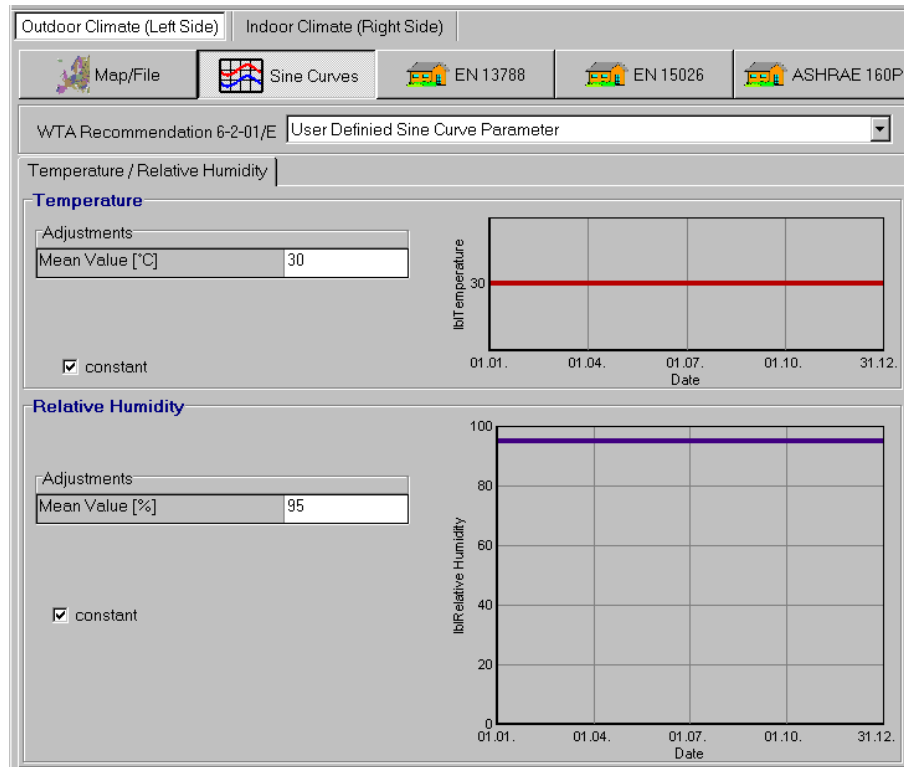 Outdoor Climate (Left Side) Indoor Climate (Right Side)
Map/File Sine Curves EN 13788 EN 15026 ASHRAE 160P
WTA Recommendation 6-2-01/E User Definied Sine Curve Parameter
Temperature / Relative Humidity
Temperature
Adjustments
Mean Value [°C] 30
constant
lblTemperature
30
01.01. 01.04. 01.07. 01.10. 31.12.
Date
Relative Humidity
Adjustments
Mean Value [%] 95
constant
lblRelative Humidity
100
80
60
40
20
0
01.01. 01.04. 01.07. 01.10. 31.12.
Date